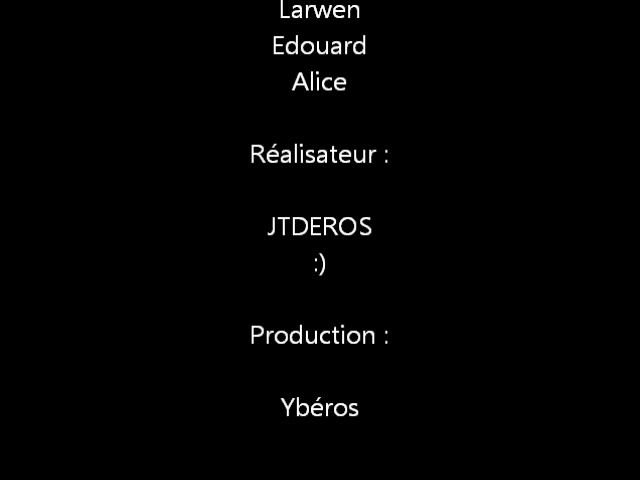 Larwen
Edouard
Alice
Réalisateur :
JTDEROS
:)
Production :
Ybéros